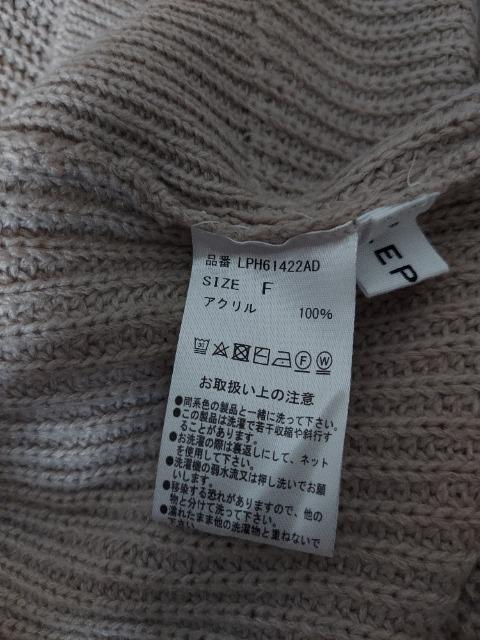 品番 LPH61422AD
SIZE F
アクリル 100%
30
F
W
お取扱い上の注意
●同系色の製品と一緒に洗って下さい。
●この製品は洗濯で若干収縮や斜行す
ることがあります。
●お洗濯の際は裏返しにして、ネット
を使用して下さい。
●洗濯機の弱水流又は押し洗いでお願
いします。
●移染する恐れがありますので、他の
物と分けて洗って下さい。
●濡れたまま他の洗濯物と重ねないで
下さい。
EP